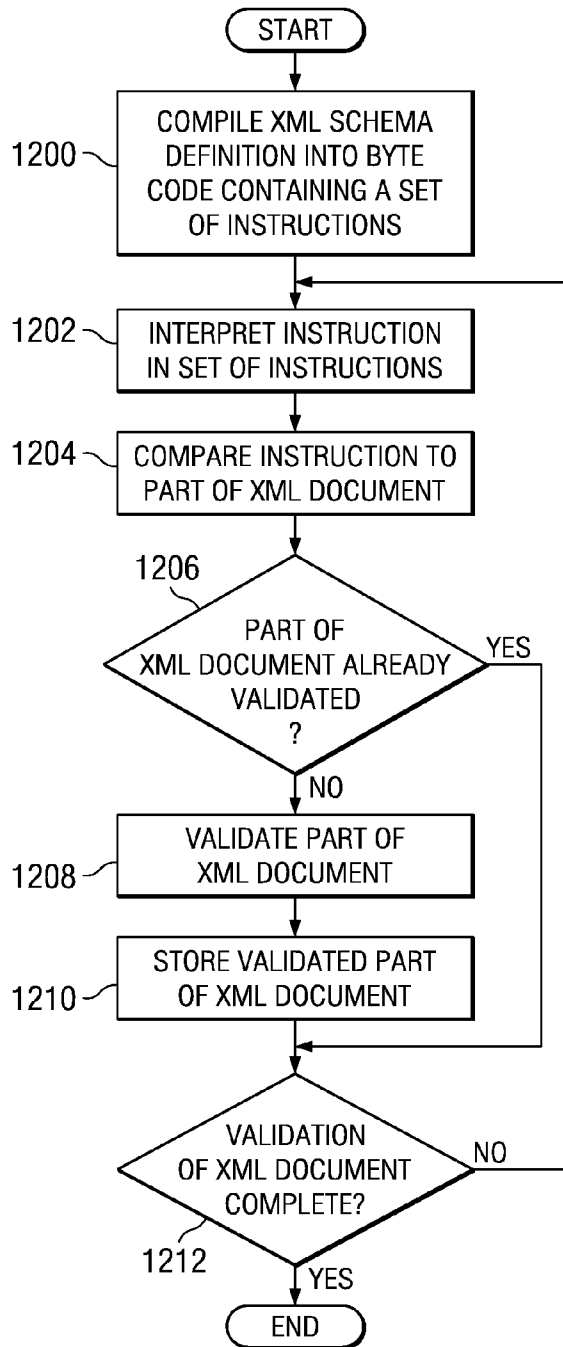 START
1200
COMPILE XML SCHEMA
DEFINITION INTO BYTE
CODE CONTAINING A SET
OF INSTRUCTIONS
1202
INTERPRET INSTRUCTION
IN SET OF INSTRUCTIONS
1204
COMPARE INSTRUCTION TO
PART OF XML DOCUMENT
1206
PART OF
XML DOCUMENT ALREADY
VALIDATED
?
YES
NO
1208
VALIDATE PART OF
XML DOCUMENT
1210
STORE VALIDATED PART
OF XML DOCUMENT
VALIDATION
OF XML DOCUMENT
COMPLETE?
NO
1212
YES
END